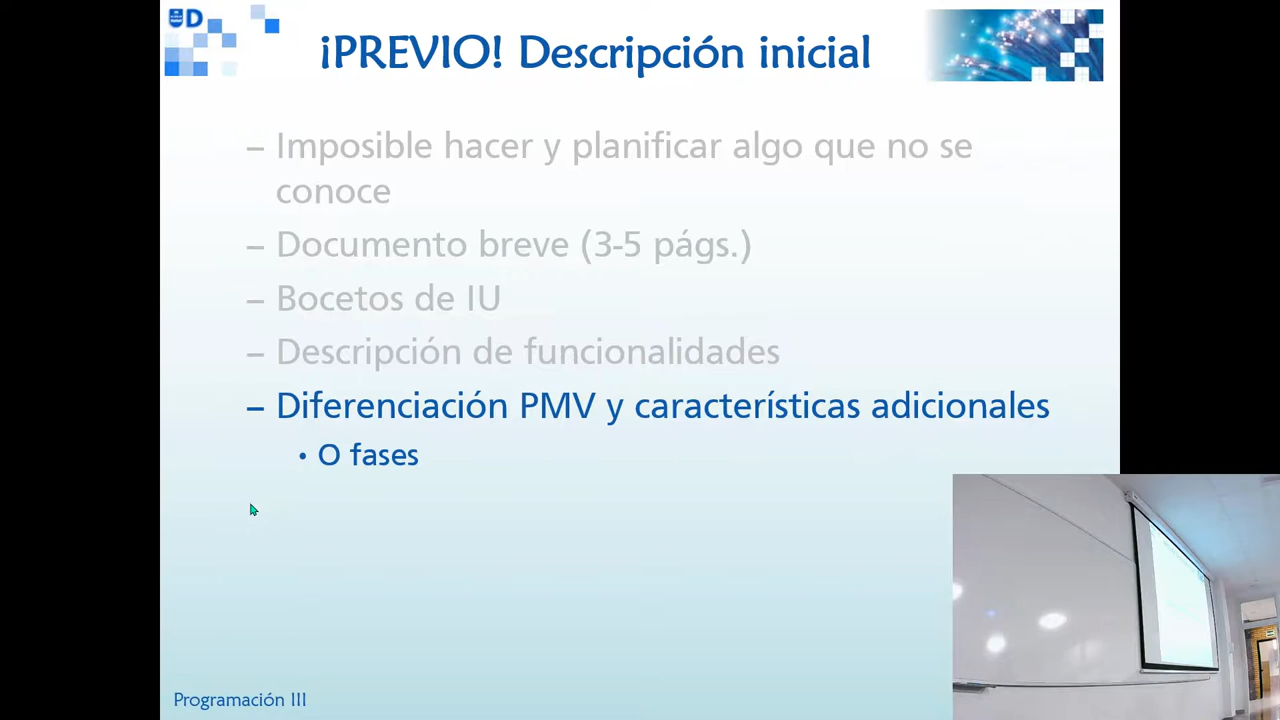 D
¡PREVIO! Descripción inicial
– Imposible hacer y planificar algo que no se
conoce
– Documento breve (3-5 págs.)
– Bocetos de IU
– Descripción de funcionalidades
– Diferenciación PMV y características adicionales
• O fases
Programación III